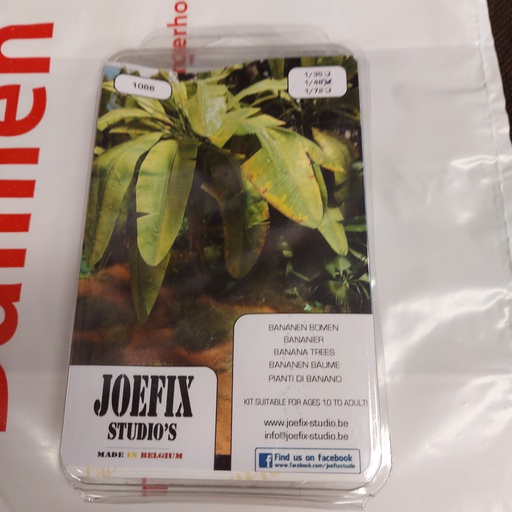 1086
1/35
1/48
1/72
BANANEN BOMEN
BANANIER
BANANA TREES
BANANEN BÄUME
PIANTI DI BANANO
KIT SUITABLE FOR AGES 10 TO ADULT!
www.joefix-studio.be
info@joefix-studio.be
Find us on facebook
www.facebook.com/joefixstudio
JOEFIX
STUDIO'S
MADE IN BELGIUM